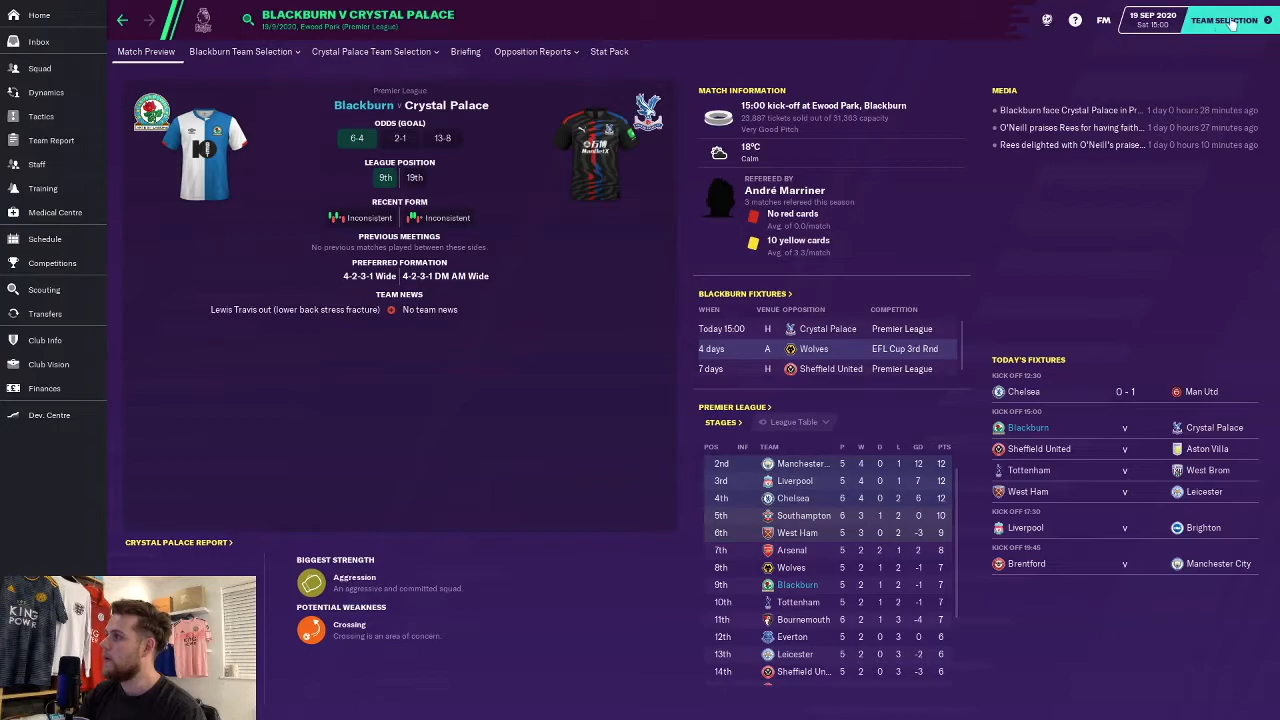 Home
Inbox
Squad
Dynamics
Team Report
Staff
Training
Medical Centre
Schedule
Competitions
Scouting
Transfers
Club Info
Club Vision
Finances
Dev. Centre
BLACKBURN V CRYSTAL PALACE
19/9/2020, Ewood Park (Premier League)
FM
19 SEP 2020
Sat 15:00
TEAM SELECTION
Match Preview
Blackburn Team Selection
Crystal Palace Team Selection
Briefing
Opposition Reports
Stat Pack
Premier League
Blackburn v Crystal Palace
ODDS (GOAL)
6-4 2-1 13-8
LEAGUE POSITION
9th 19th
RECENT FORM
Inconsistent Inconsistent
PREVIOUS MEETINGS
No previous matches played between these sides.
PREFERRED FORMATION
4-2-3-1 Wide 4-2-3-1 DM AM Wide
TEAM NEWS
Lewis Travis out (lower back stress fracture) No team news
CRYSTAL PALACE REPORT
BIGGEST STRENGTH
Aggression
An aggressive and committed squad.
POTENTIAL WEAKNESS
Crossing
Crossing is an area of concern.
MATCH INFORMATION
15:00 kick-off at Ewood Park, Blackburn
23,887 tickets sold out of 31,363 capacity
Very Good Pitch
18°C
Calm
REFEREED BY
André Marriner
3 matches refereed this season
No red cards
Avg. of 0.0/match
10 yellow cards
Avg. of 3.3/match
BLACKBURN FIXTURES
WHEN VENUE OPPOSITION COMPETITION
Today 15:00 H Crystal Palace Premier League
4 days A Wolves EFL Cup 3rd Rnd
7 days H Sheffield United Premier League
PREMIER LEAGUE
STAGES League Table
POS INF TEAM P W D L GD PTS
2nd Manchester... 5 4 0 1 12 12
3rd Liverpool 5 4 0 1 7 12
4th Chelsea 6 4 0 2 6 12
5th Southampton 6 3 1 2 0 10
6th West Ham 5 3 0 2 -3 9
7th Arsenal 5 2 2 1 2 8
8th Wolves 5 2 1 2 -1 7
9th Blackburn 5 2 1 2 -1 7
10th Tottenham 5 2 1 2 -1 7
11th Bournemouth 6 2 1 3 -4 7
12th Everton 5 2 0 3 0 6
13th Leicester 5 2 0 3 -2 6
14th Sheffield Un... 5 2 0 3 -3 6
MEDIA
Blackburn face Crystal Palace in Pr... 1 day 0 hours 28 minutes ago
O'Neill praises Rees for having faith... 1 day 0 hours 27 minutes ago
Rees delighted with O'Neill's praise... 1 day 0 hours 10 minutes ago
TODAY'S FIXTURES
KICK OFF 12:30
Chelsea 0 - 1 Man Utd
KICK OFF 15:00
Blackburn v Crystal Palace
Sheffield United v Aston Villa
Tottenham v West Brom
West Ham v Leicester
KICK OFF 17:30
Liverpool v Brighton
KICK OFF 19:45
Brentford v Manchester City